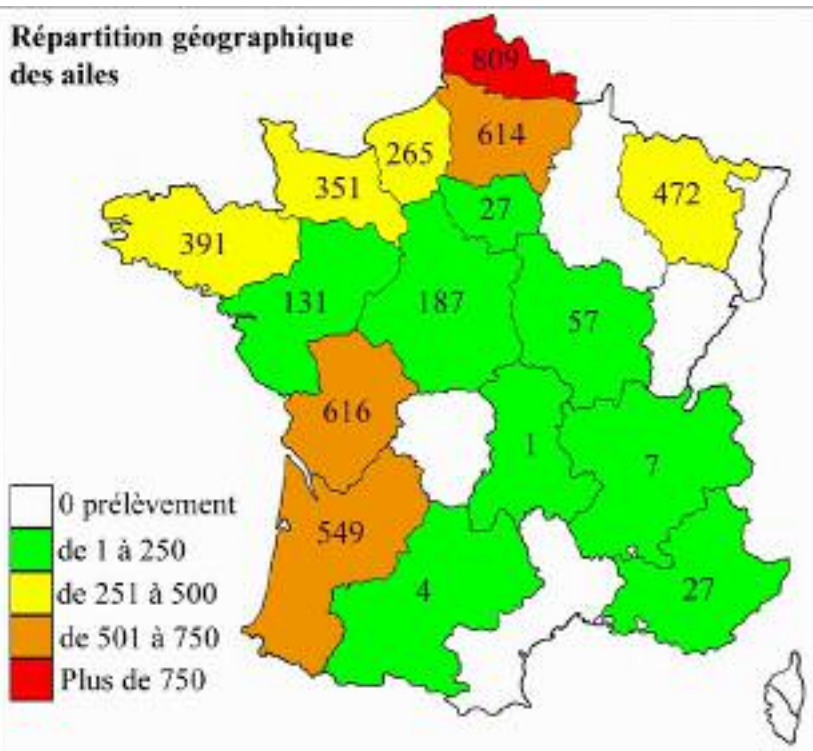 Répartition géographique
des ailes
809
614
265
351
472
27
391
131
187
57
616
1
7
549
4
27
0 prélèvement
de 1 à 250
de 251 à 500
de 501 à 750
Plus de 750